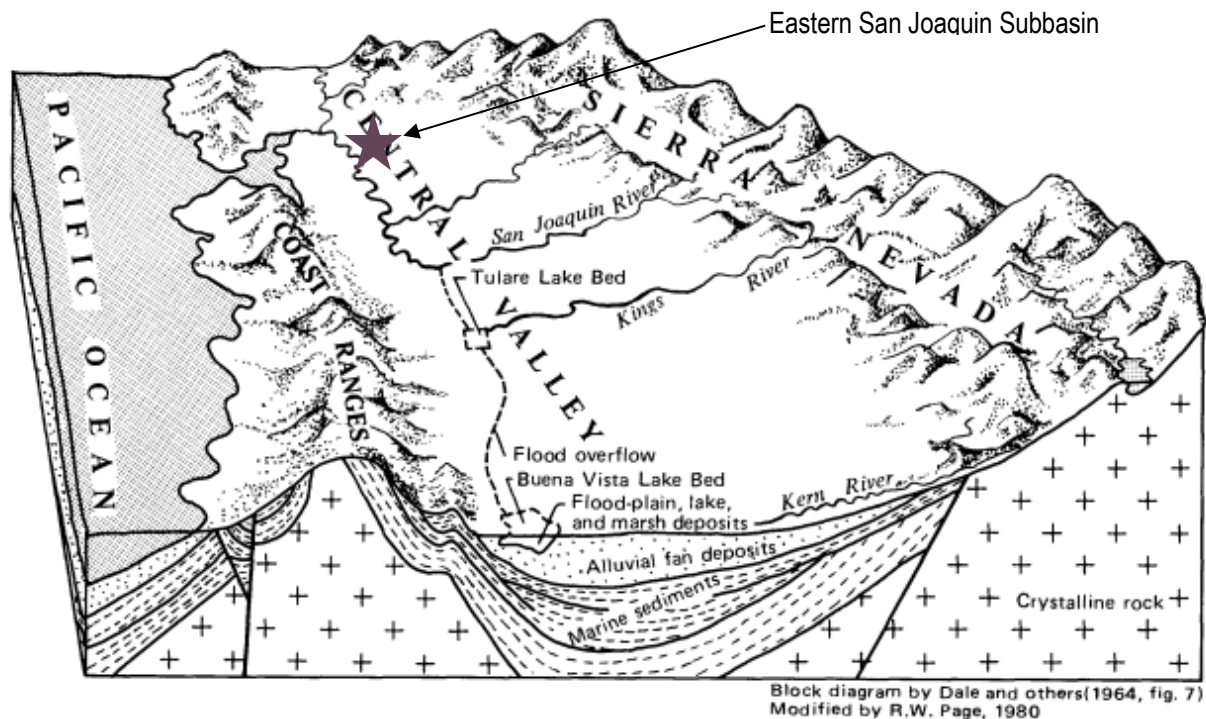 Eastern San Joaquin Subbasin
PACIFIC OCEAN
CENTRAL VALLEY
SIERRA NEVADA
COAST RANGES
San Joaquin River
Tulare Lake Bed
Kings River
Flood overflow
Buena Vista Lake Bed
Flood-plain, lake,
and marsh deposits
Kern River
Alluvial fan deposits
Marine sediments
Crystalline rock
Block diagram by Dale and others(1964, fig. 7)
Modified by R.W. Page, 1980